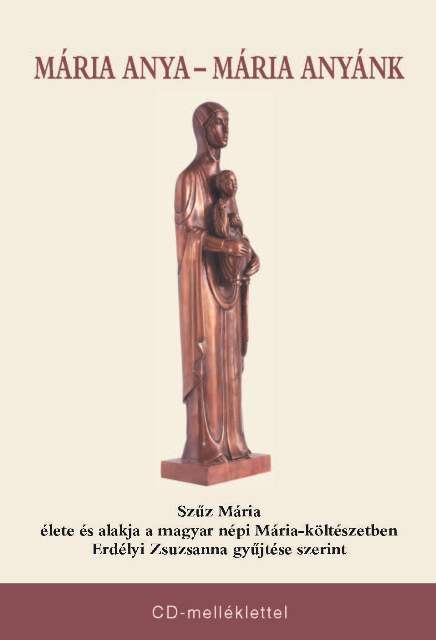 MÁRIA ANYA – MÁRIA ANYÁNK
Szűz Mária
élete és alakja a magyar népi Mária-költészetben
Erdélyi Zsuzsanna gyűjtése szerint
CD-melléklettel